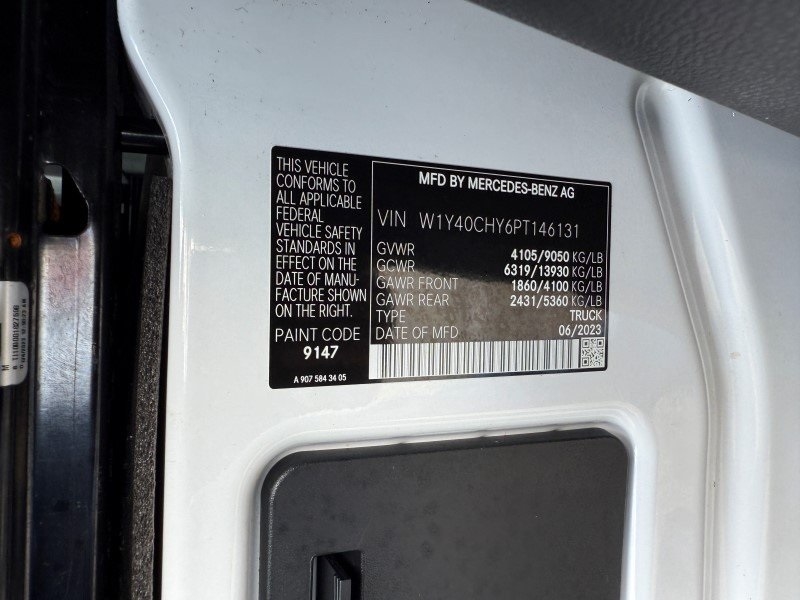 THIS VEHICLE
CONFORMS TO
ALL APPLICABLE
FEDERAL
VEHICLE SAFETY
STANDARDS IN
EFFECT ON THE
DATE OF MANU-
FACTURE SHOWN
ON THE RIGHT.
PAINT CODE
9147
A 907 584 34 05
MFD BY MERCEDES-BENZ AG
VIN W1Y40CHY6PT146131
GVWR 4105/9050 KG/LB
GCWR 6319/13930 KG/LB
GAWR FRONT 1860/4100 KG/LB
GAWR REAR 2431/5360 KG/LB
TYPE TRUCK
DATE OF MFD 06/2023